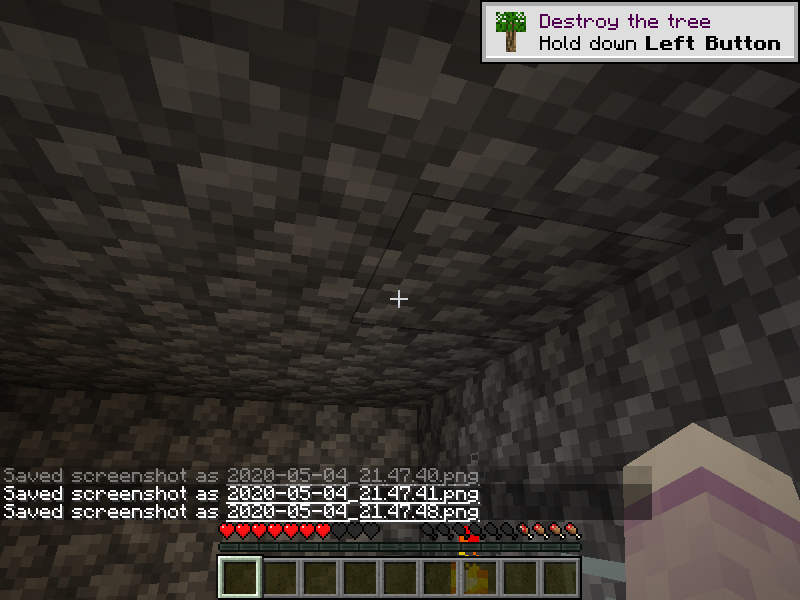 Destroy the tree
Hold down Left Button
Saved screenshot as 2020-05-04_21.47.40.png
Saved screenshot as 2020-05-04_21.47.41.png
Saved screenshot as 2020-05-04_21.47.48.png